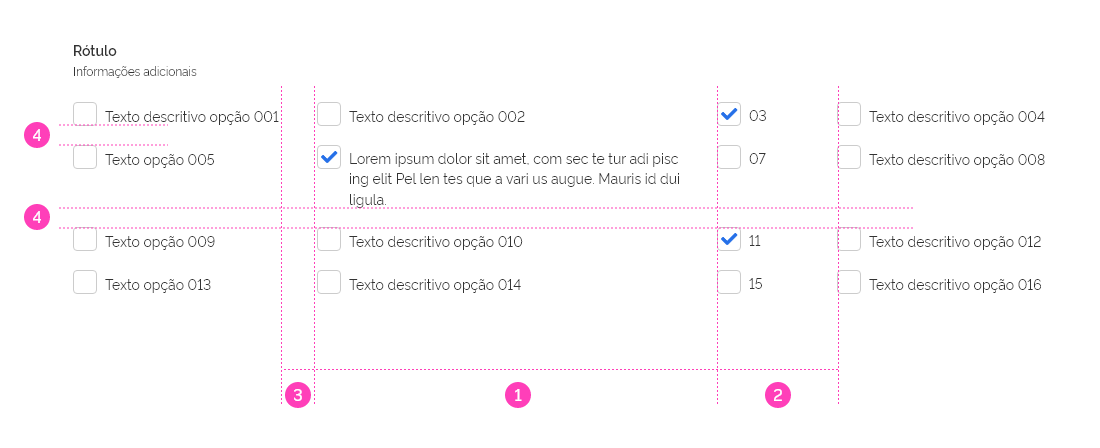 Rótulo
Informações adicionais
Texto descritivo opção 001
Texto descritivo opção 002
03
Texto descritivo opção 004
4
Texto opção 005
Lorem ipsum dolor sit amet, com sec te tur adi pisc
ing elit Pel len tes que a vari us augue. Mauris id dui
ligula.
07
Texto descritivo opção 008
4
Texto opção 009
Texto descritivo opção 010
11
Texto descritivo opção 012
Texto opção 013
Texto descritivo opção 014
15
Texto descritivo opção 016
3
1
2